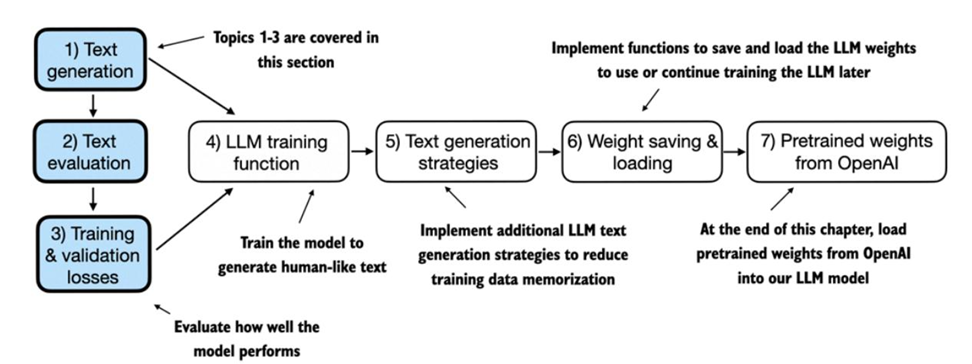 1) Text
generation
Topics 1-3 are covered in
this section
2) Text
evaluation
3) Training
& validation
losses
Evaluate how well the
model performs
4) LLM training
function
Train the model to
generate human-like text
5) Text generation
strategies
Implement additional LLM text
generation strategies to reduce
training data memorization
Implement functions to save and load the LLM weights
to use or continue training the LLM later
6) Weight saving &
loading
7) Pretrained weights
from OpenAI
At the end of this chapter, load
pretrained weights from OpenAI
into our LLM model